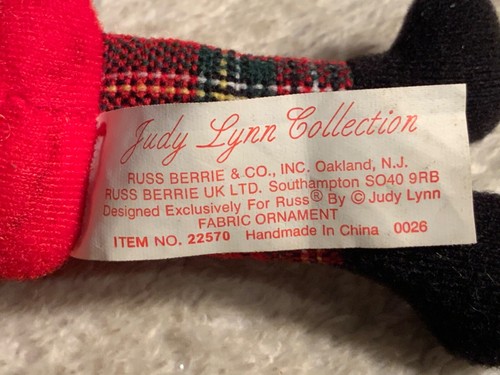 Judy Lynn Collection
RUSS BERRIE & CO., INC. Oakland, N.J.
RUSS BERRIE UK LTD. Southampton SO40 9RB
Designed Exclusively For Russ® By © Judy Lynn
FABRIC ORNAMENT
ITEM NO. 22570 Handmade In China 0026